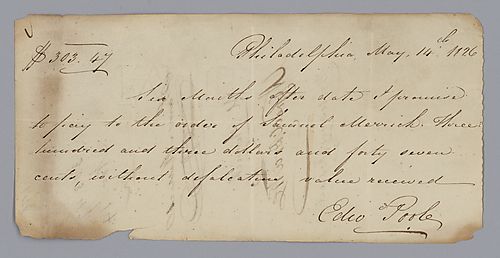 $303.47 Philadelphia, May, 14th. 1826
Six Months after date I promise
to pay to the order of Samuel Merrick. Three
hundred and three dollars and forty seven
cents, without defalcation, value received
Edwd Poole